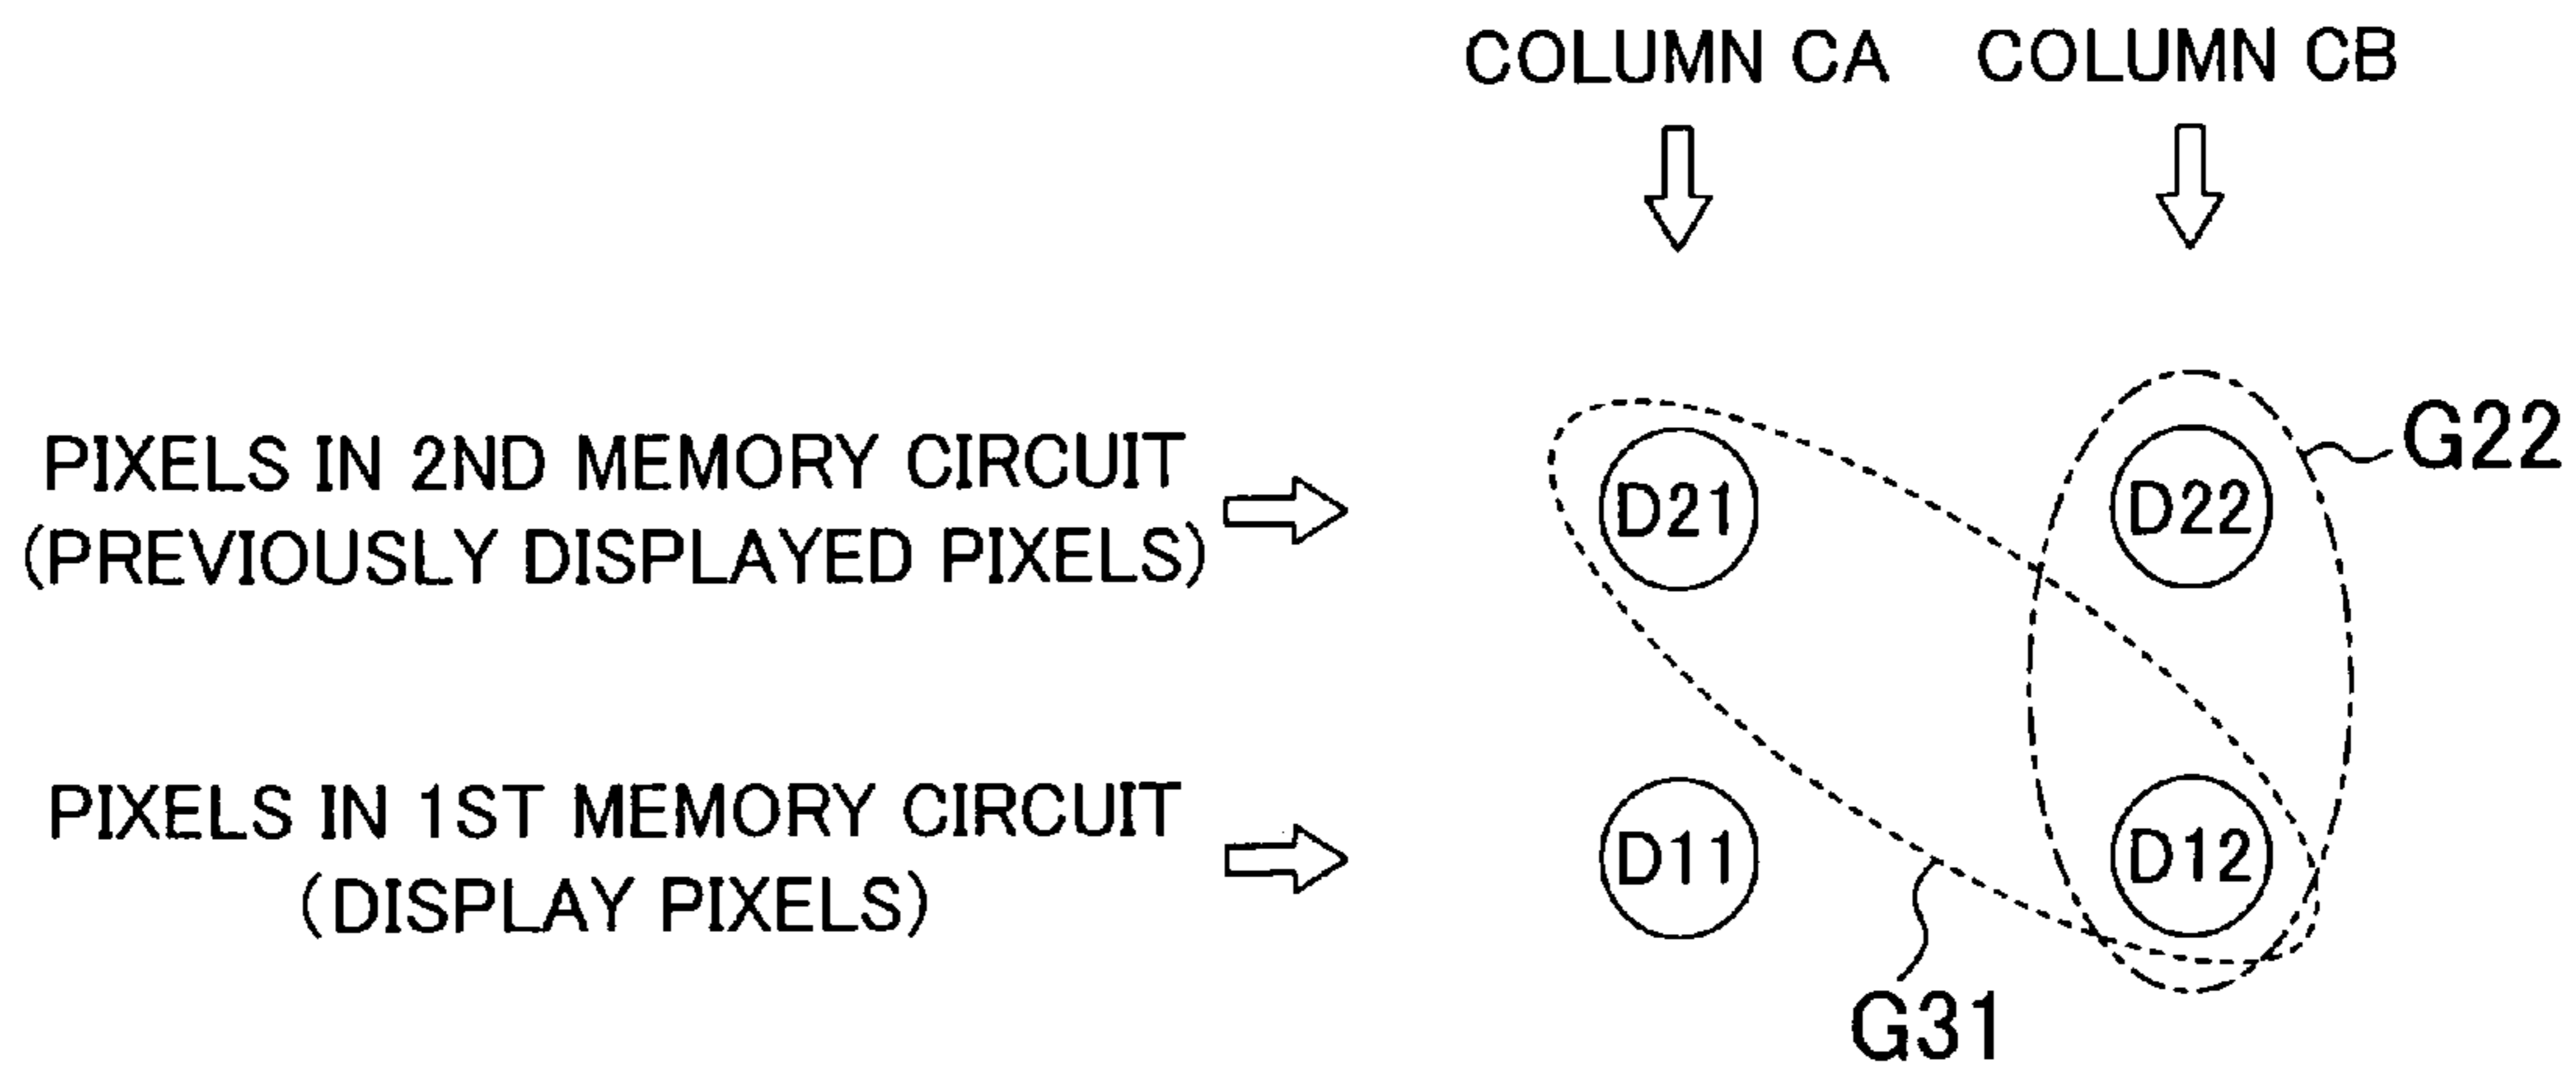 COLUMN CA COLUMN CB
PIXELS IN 2ND MEMORY CIRCUIT
(PREVIOUSLY DISPLAYED PIXELS)
D21 D22 G22
PIXELS IN 1ST MEMORY CIRCUIT
(DISPLAY PIXELS)
D11 D12
G31